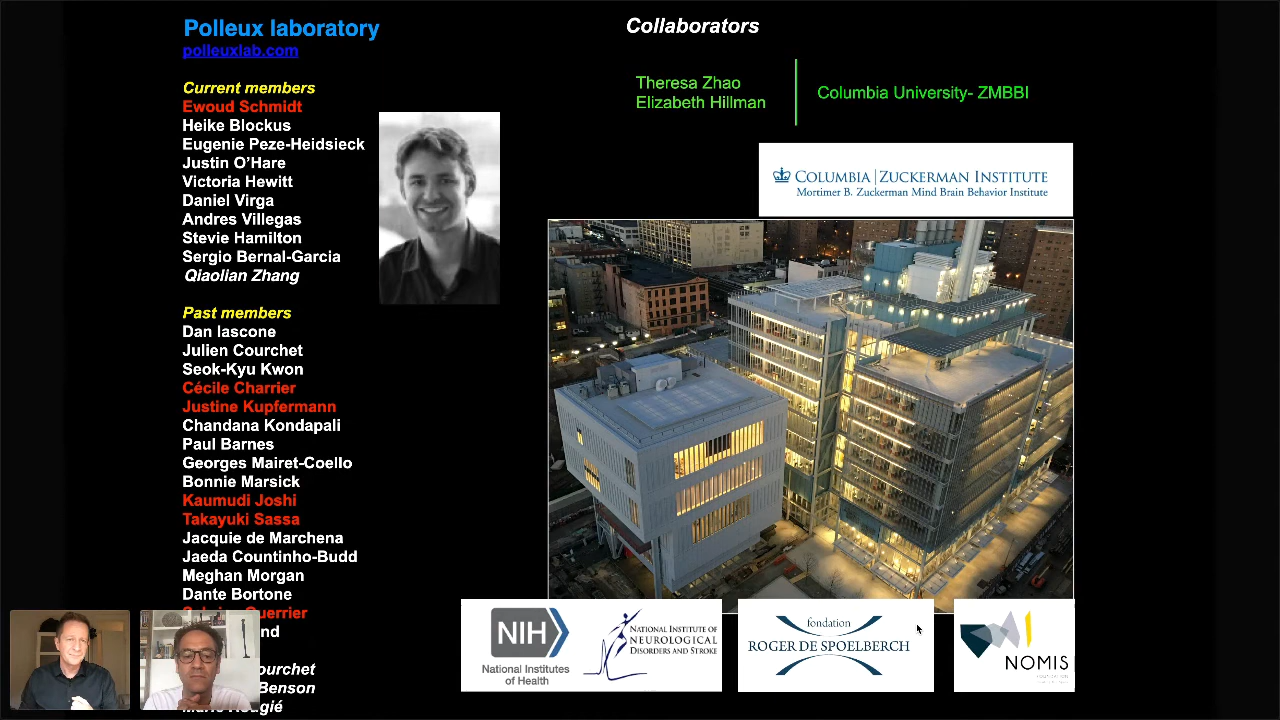 Polleux laboratory
polleuxlab.com
Current members
Ewoud Schmidt
Heike Blockus
Eugenie Peze-Heidsieck
Justin O'Hare
Victoria Hewitt
Daniel Virga
Andres Villegas
Stevie Hamilton
Sergio Bernal-Garcia
Qiaolian Zhang
Past members
Dan Iascone
Julien Courchet
Seok-Kyu Kwon
Cécile Charrier
Justine Kupfermann
Chandana Kondapali
Paul Barnes
Georges Mairet-Coello
Bonnie Marsick
Kaumudi Joshi
Takayuki Sassa
Jacquie de Marchena
Jaeda Countinho-Budd
Meghan Morgan
Dante Bortone
Guerrier
nd
ourchet
Benson
Collaborators
Theresa Zhao
Elizabeth Hillman
Columbia University- ZMBBI
COLUMBIA | ZUCKERMAN INSTITUTE
Mortimer B. Zuckerman Mind Brain Behavior Institute
NIH
National Institutes
of Health
NATIONAL INSTITUTE OF
NEUROLOGICAL
DISORDERS AND STROKE
fondation
ROGER DE SPOELBERCH
NOMIS